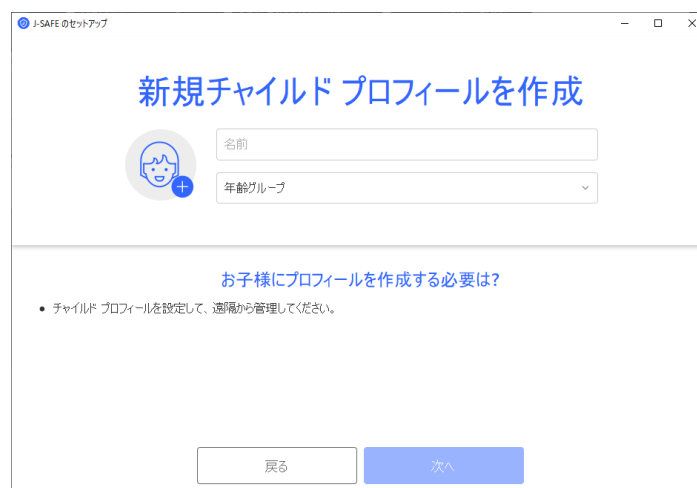 J-SAFE のセットアップ
新規チャイルド プロフィールを作成
名前
年齢グループ
お子様にプロフィールを作成する必要は?
• チャイルド プロフィールを設定して、遠隔から管理してください。
戻る
次へ